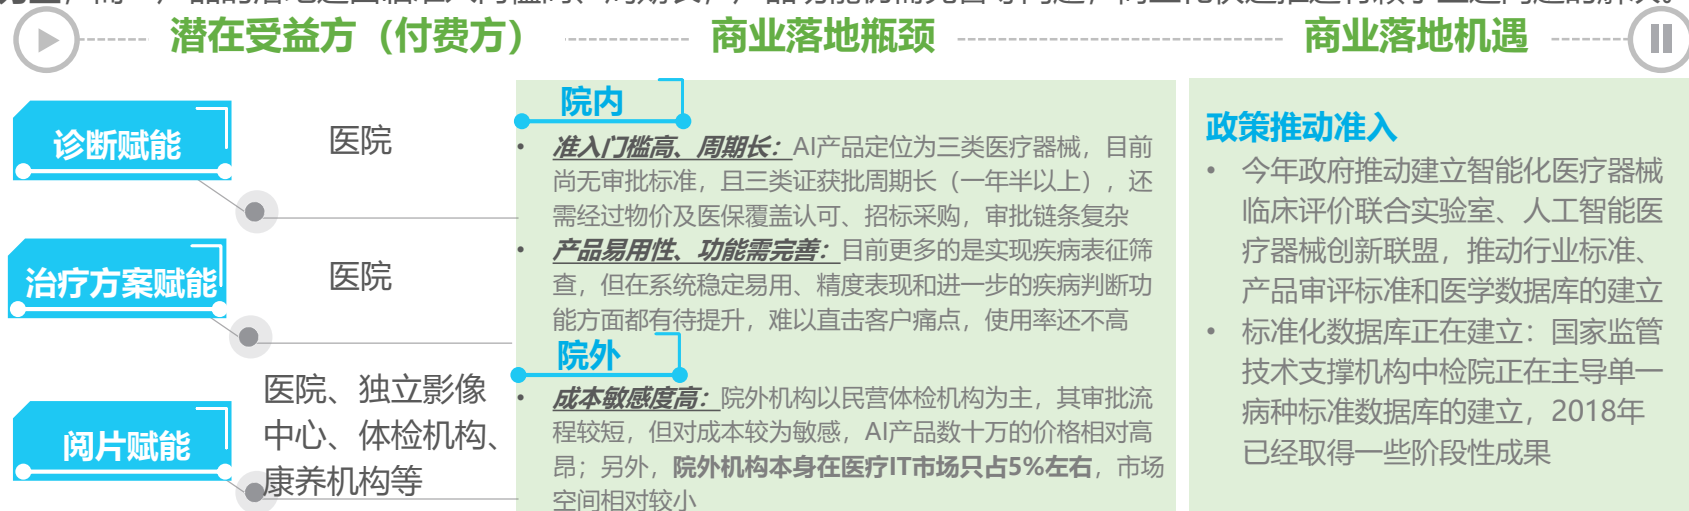 潜在受益方（付费方）
商业落地瓶颈
商业落地机遇
诊断赋能
医院
治疗方案赋能
医院
阅片赋能
医院、独立影像
中心、体检机构、
康养机构等
院内
• 准入门槛高、周期长：AI产品定位为三类医疗器械，目前
尚无审批标准，且三类证获批周期长（一年半以上），还
需经过物价及医保覆盖认可、招标采购，审批链条复杂
• 产品易用性、功能需完善：目前更多的是实现疾病表征筛
查，但在系统稳定易用、精度表现和进一步的疾病判断功
能方面都有待提升，难以直击客户痛点，使用率还不高
院外
• 成本敏感度高：院外机构以民营体检机构为主，其审批流
程较短，但对成本较为敏感，AI产品数十万的价格相对高
昂；另外，院外机构本身在医疗IT市场只占5%左右，市场
空间相对较小
政策推动准入
• 今年政府推动建立智能化医疗器械
临床评价联合实验室、人工智能医
疗器械创新联盟，推动行业标准、
产品审评标准和医学数据库的建立
• 标准化数据库正在建立：国家监管
技术支撑机构中检院正在主导单一
病种标准数据库的建立，2018年
已经取得一些阶段性成果